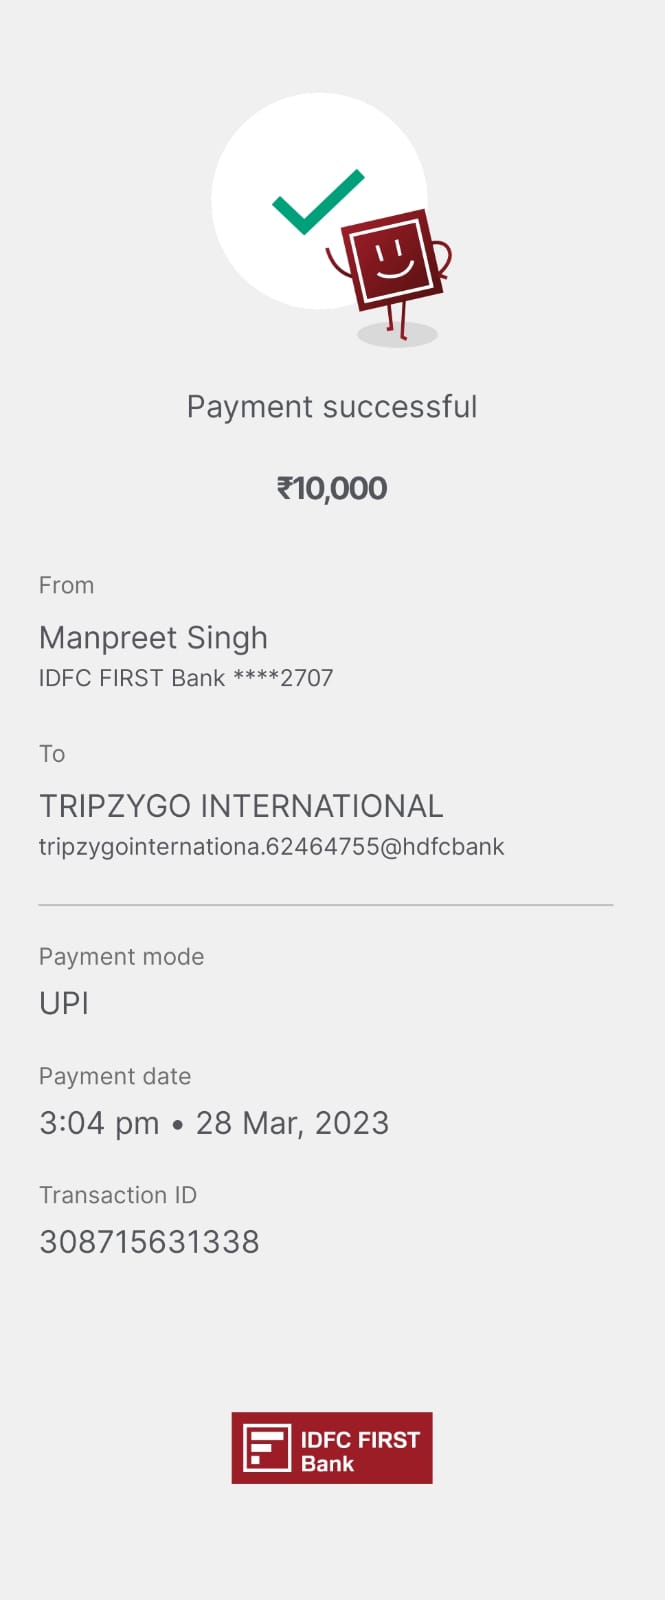 Payment successful
₹10,000
From
Manpreet Singh
IDFC FIRST Bank ****2707
To
TRIPZYGO INTERNATIONAL
tripzygointernationa.62464755@hdfcbank
Payment mode
UPI
Payment date
3:04 pm • 28 Mar, 2023
Transaction ID
308715631338
IDFC FIRST
Bank